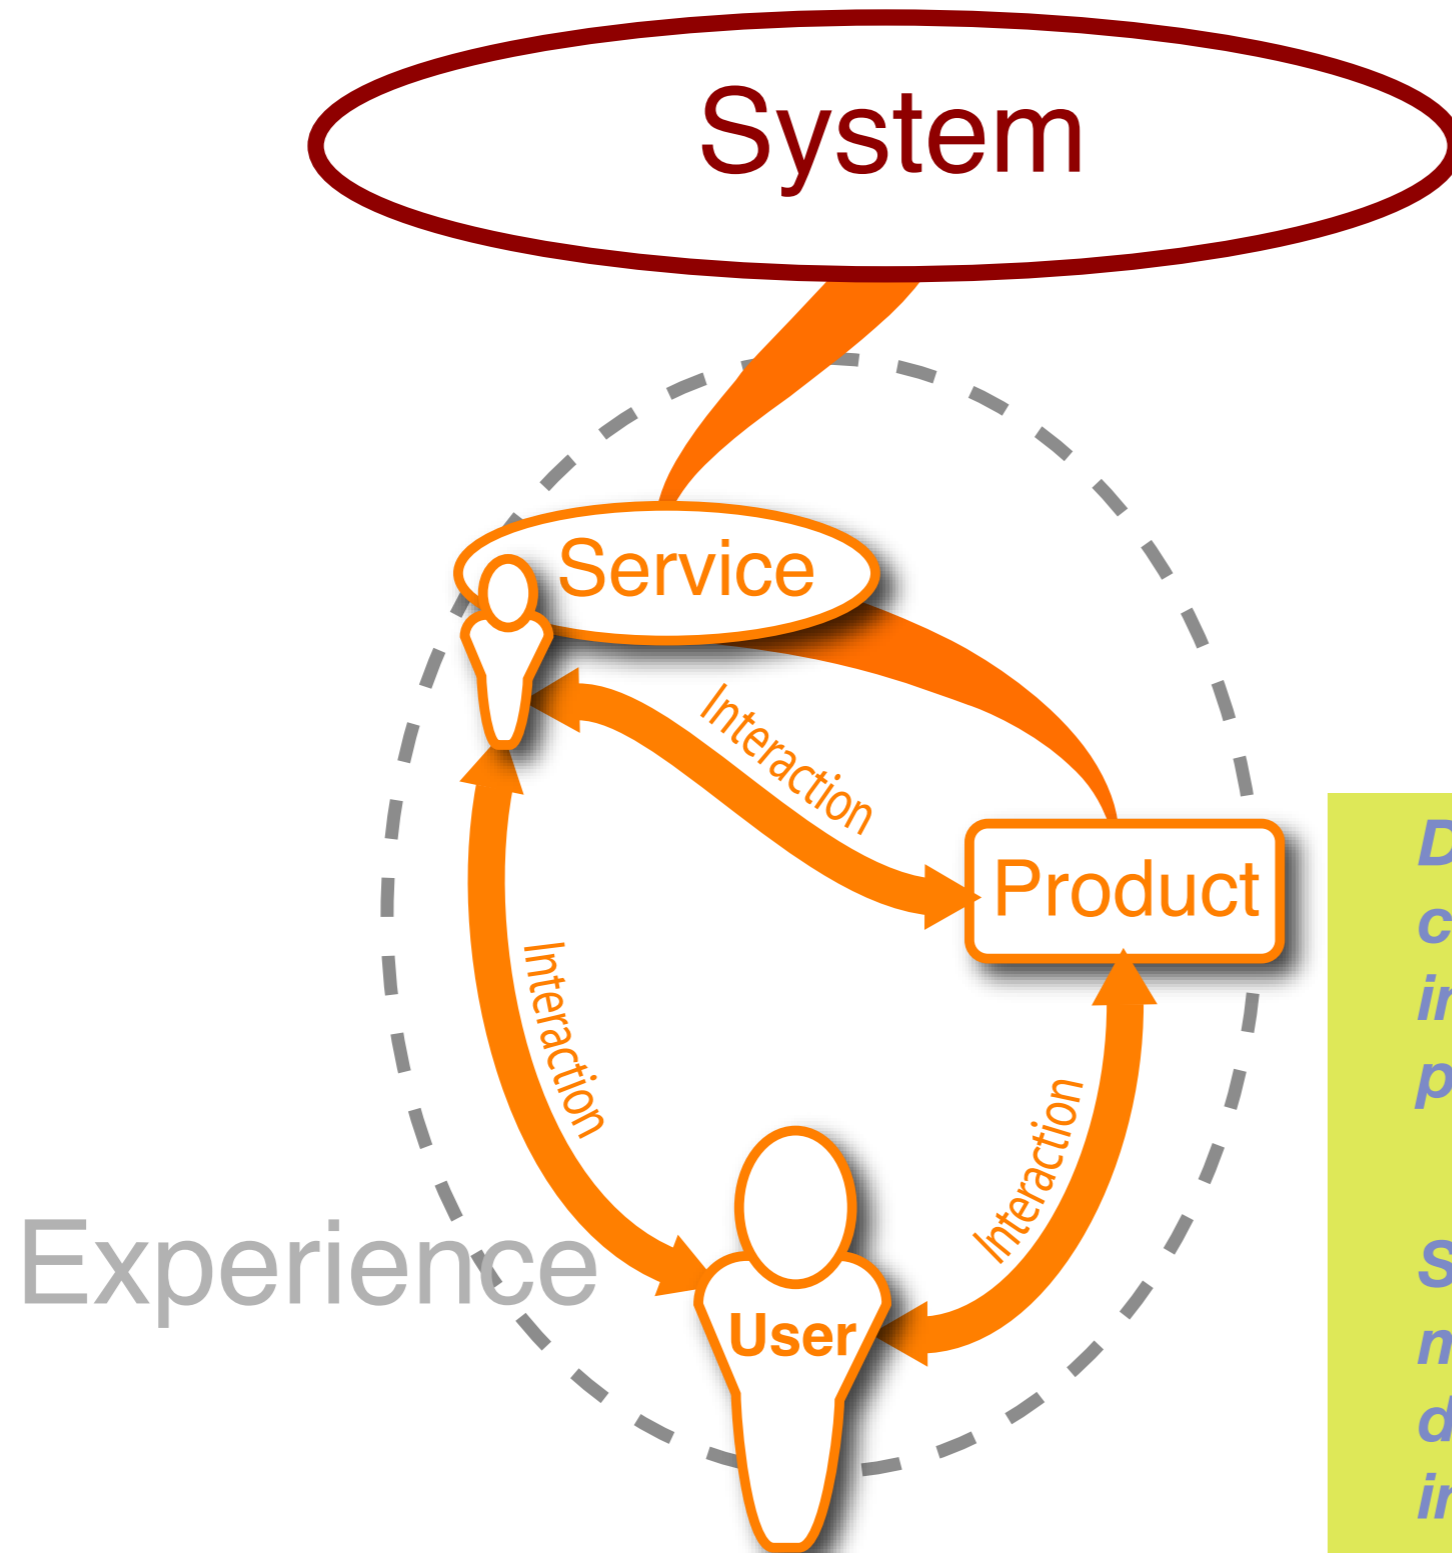 System
Service
Interaction
Product
Interaction
Interaction
Experience
User